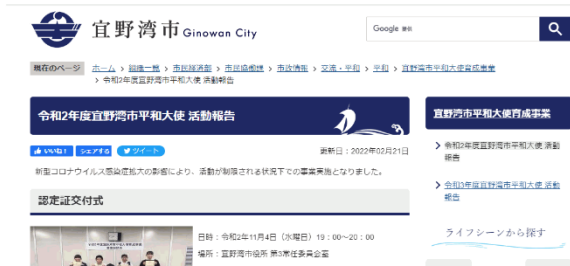 宜野湾市 Ginowan City
Google 提供
現在のページ ホーム > 組織一覧 > 市民経済部 > 市民協働課 > 市政情報 > 交流・平和 > 平和 > 宜野湾市平和大使育成事業
> 令和2年度宜野湾市平和大使 活動報告
令和2年度宜野湾市平和大使 活動報告
いいね! シェアする ツイート
更新日:2022年02月21日
新型コロナウイルス感染症拡大の影響により、活動が制限される状況下での事業実施となりました。
認定証交付式
日時:令和2年11月4日(水曜日)19:00~20:00
場所:宜野湾市役所 第3常任委員会室
宜野湾市平和大使育成事業
> 令和2年度宜野湾市平和大使 活動
報告
> 令和3年度宜野湾市平和大使 活動
報告
ライフシーンから探す